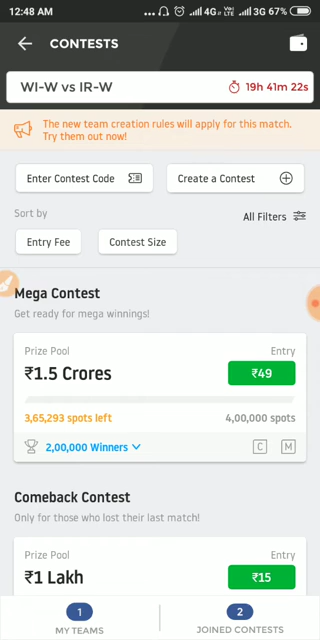 12:48 AM
... 4G Vo LTE 3G 67%
CONTESTS
WI-W vs IR-W
19h 41m 22s
The new team creation rules will apply for this match.
Try them out now!
Enter Contest Code
Create a Contest
Sort by
All Filters
Entry Fee
Contest Size
Mega Contest
Get ready for mega winnings!
Prize Pool
Entry
₹1.5 Crores
₹49
3,65,293 spots left
4,00,000 spots
2,00,000 Winners
C
M
Comeback Contest
Only for those who lost their last match!
Prize Pool
Entry
₹1 Lakh
₹15
1
2
MY TEAMS
JOINED CONTESTS